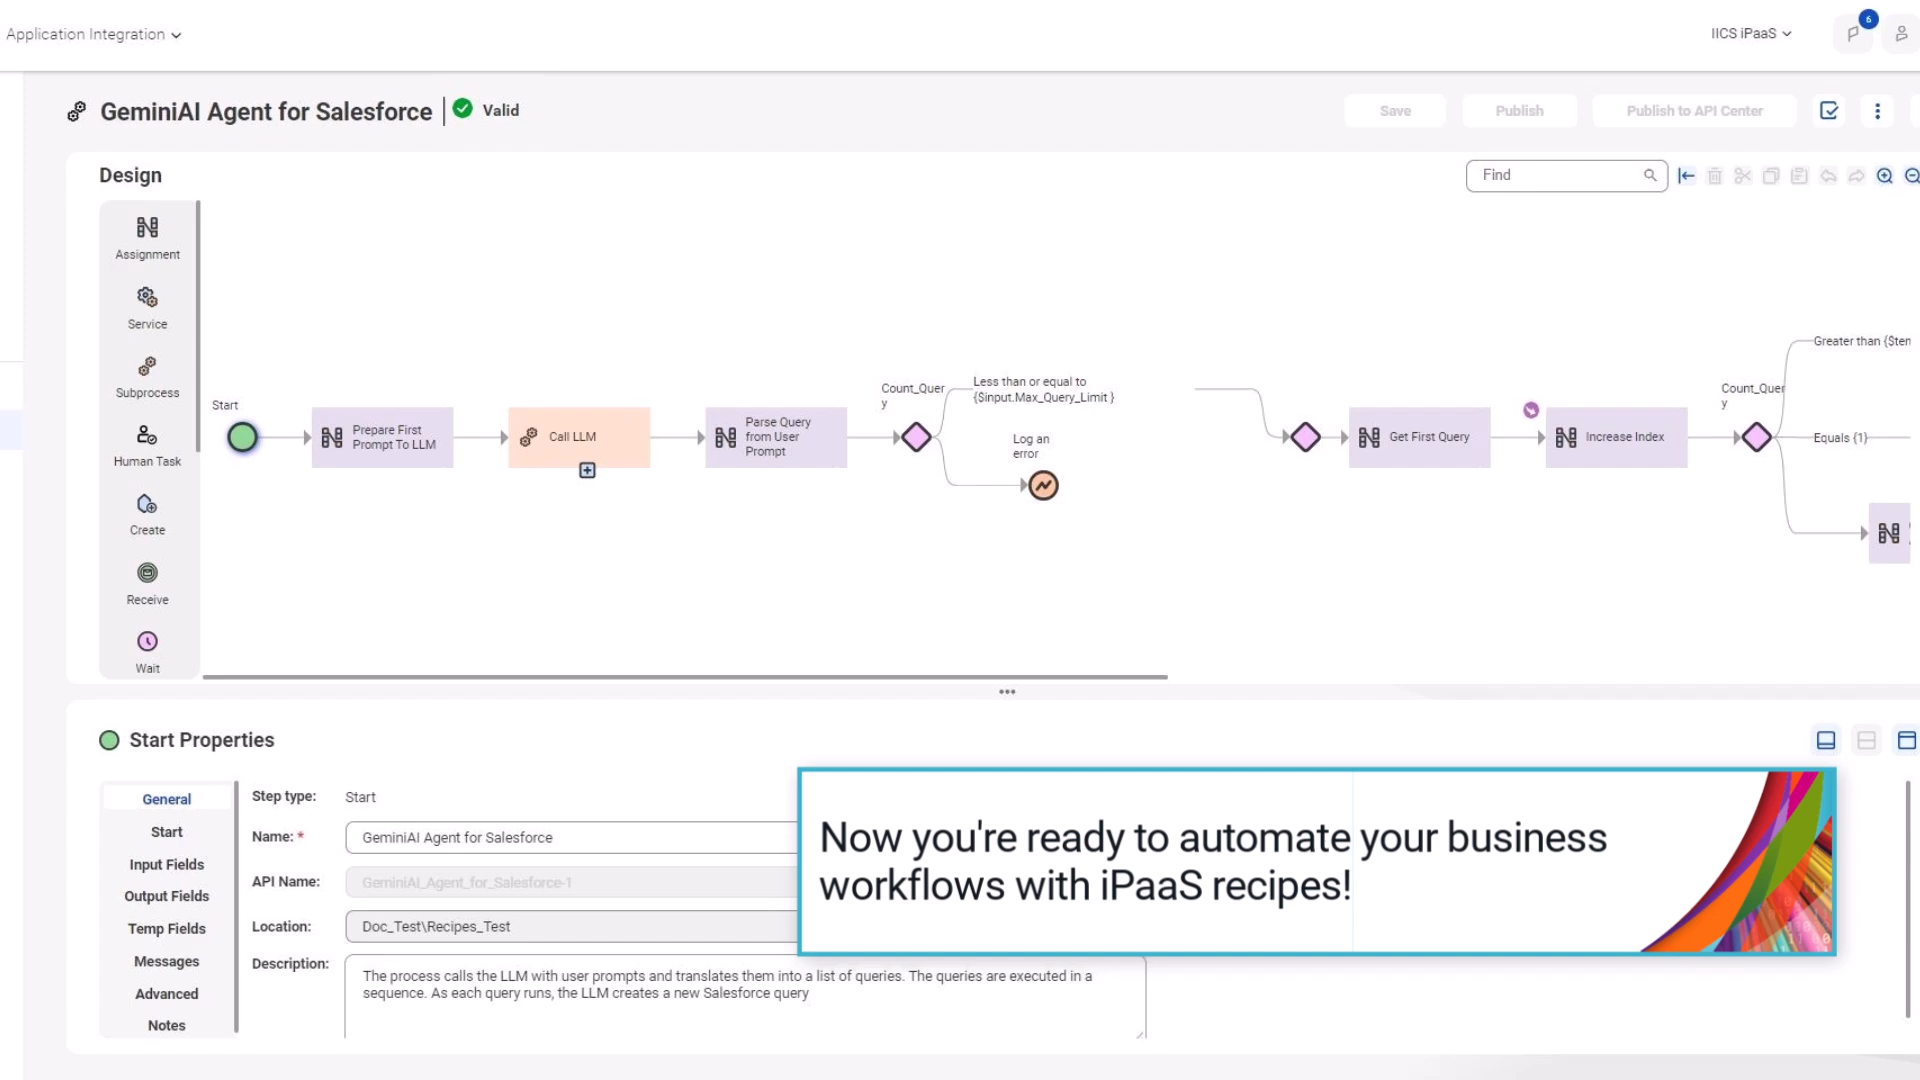 Application Integration
IICS iPaaS
6
GeminiAI Agent for Salesforce
Valid
Save
Publish
Publish to API Center
Design
Find
Assignment
Service
Subprocess
Human Task
Create
Receive
Wait
Start
Prepare First
Prompt To LLM
Call LLM
Parse Query
from User
Prompt
Count_Quer
y
Less than or equal to
{$input.Max_Query_Limit }
Log an
error
Get First Query
Increase Index
Count_Quer
y
Greater than {$ten
Equals {1}
Start Properties
General
Start
Input Fields
Output Fields
Temp Fields
Messages
Advanced
Notes
Step type:
Start
Name: *
GeminiAI Agent for Salesforce
API Name:
GeminiAI_Agent_for_Salesforce-1
Location:
Doc_Test\Recipes_Test
Description:
The process calls the LLM with user prompts and translates them into a list of queries. The queries are executed in a
sequence. As each query runs, the LLM creates a new Salesforce query
Now you're ready to automate your business
workflows with iPaaS recipes!